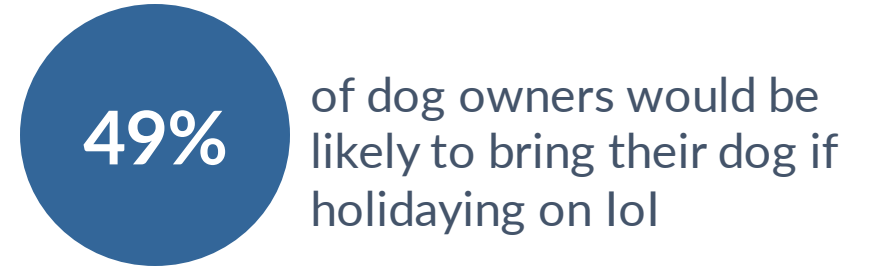 49%
of dog owners would be
likely to bring their dog if
holidaying on IoI